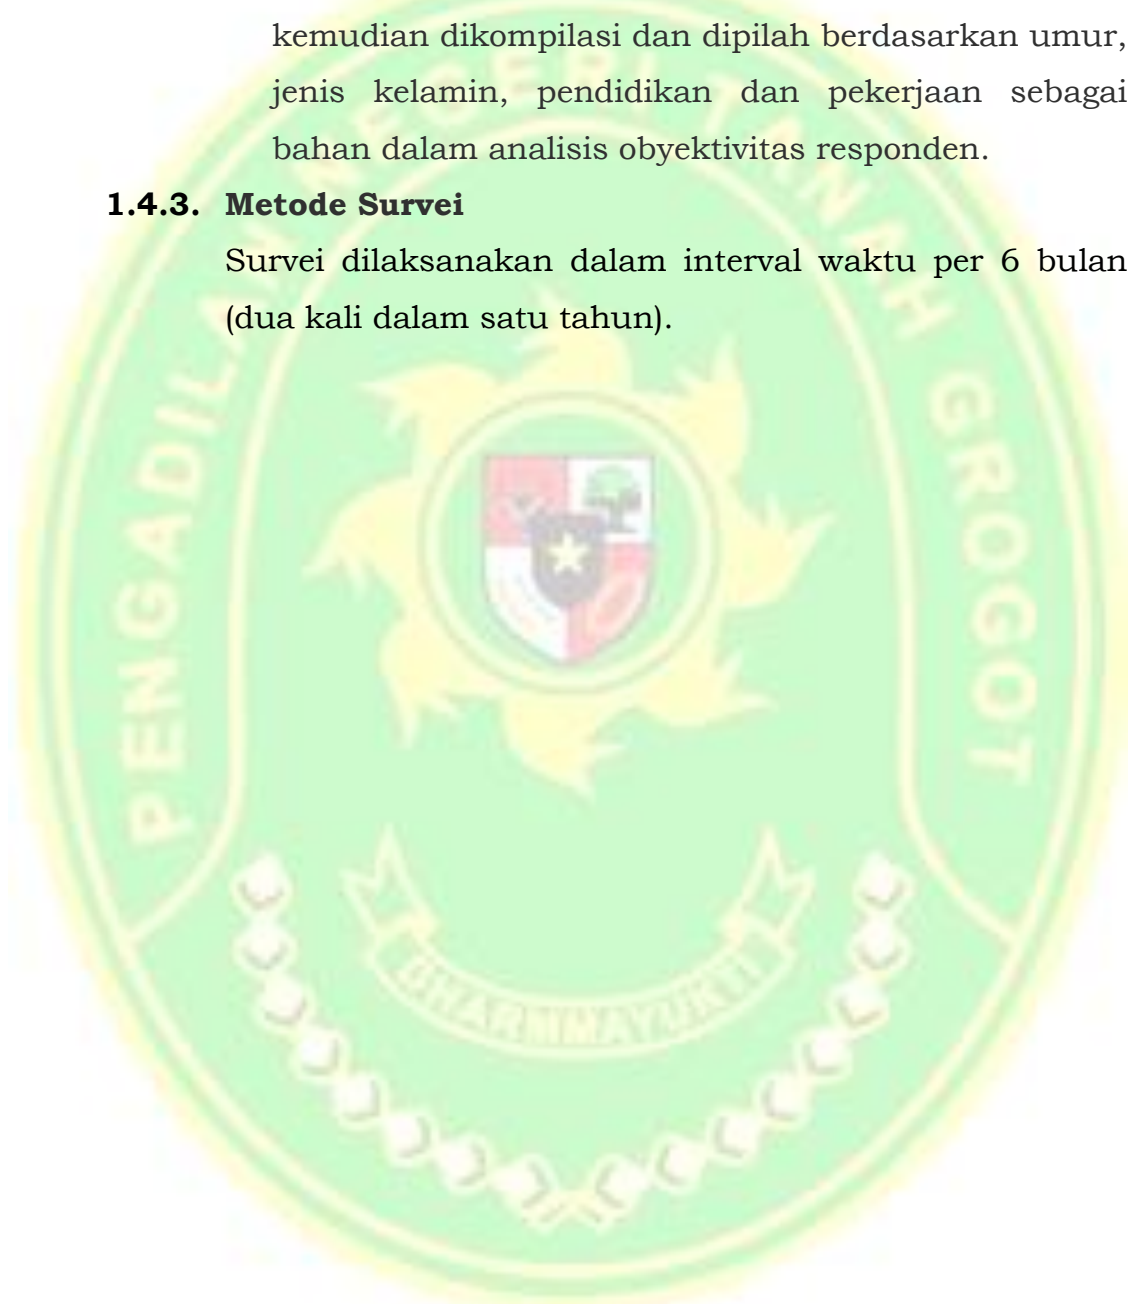 kemudian dikompilasi dan dipilah berdasarkan umur,
jenis kelamin, pendidikan dan pekerjaan sebagai
bahan dalam analisis obyektivitas responden.
1.4.3. Metode Survei
Survei dilaksanakan dalam interval waktu per 6 bulan
(dua kali dalam satu tahun).
PENGADILAN NEGERI TANAH GROGOT
DHARMMAYUKTI